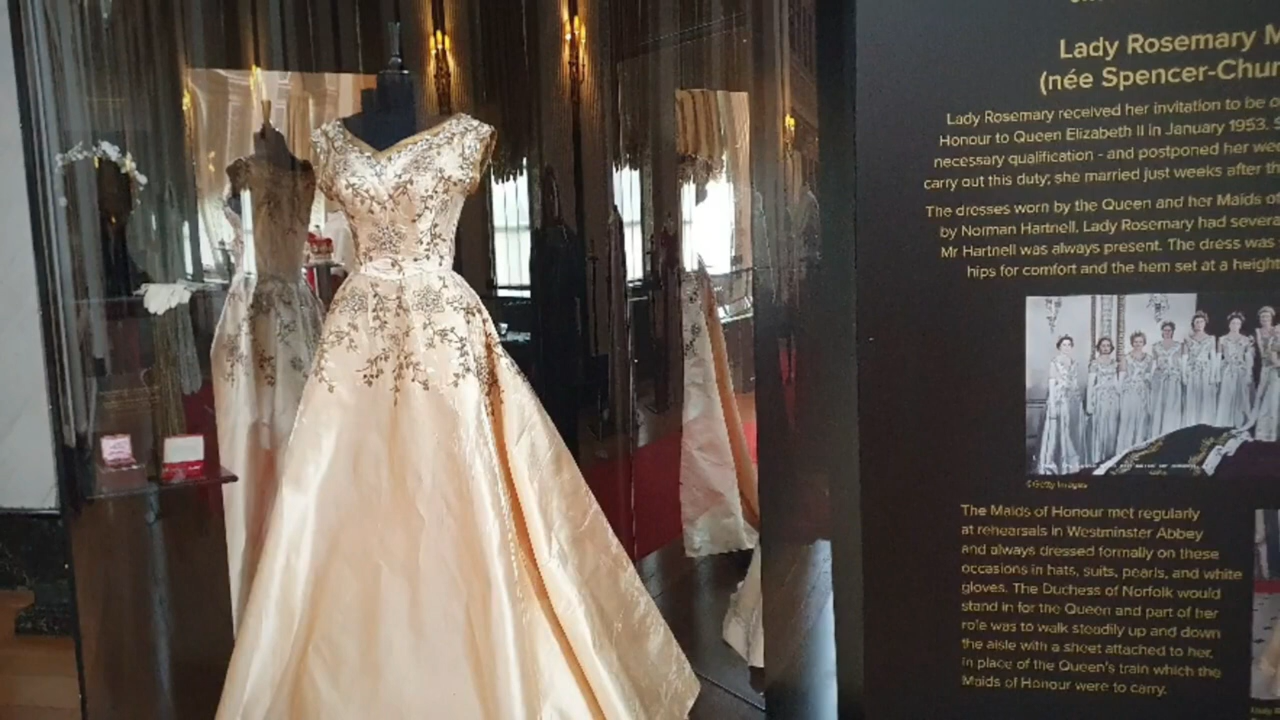 Lady Rosemary M
(née Spencer-Chur
Lady Rosemary received her invitation to be
Honour to Queen Elizabeth II in January 1953.
necessary qualification - and postponed her we
carry out this duty; she married just weeks after th
The dresses worn by the Queen and her Maids o
by Norman Hartnell. Lady Rosemary had severa
Mr Hartnell was always present. The dress was
hips for comfort and the hem set at a height
©Getty Images
The Maids of Honour met regularly
at rehearsals in Westminster Abbey
and always dressed formally on these
occasions in hats, suits, pearls, and white
gloves. The Duchess of Norfolk would
stand in for the Queen and part of her
role was to walk steadily up and down
the aisle with a sheet attached to her,
in place of the Queen's train which the
Maids of Honour were to carry.